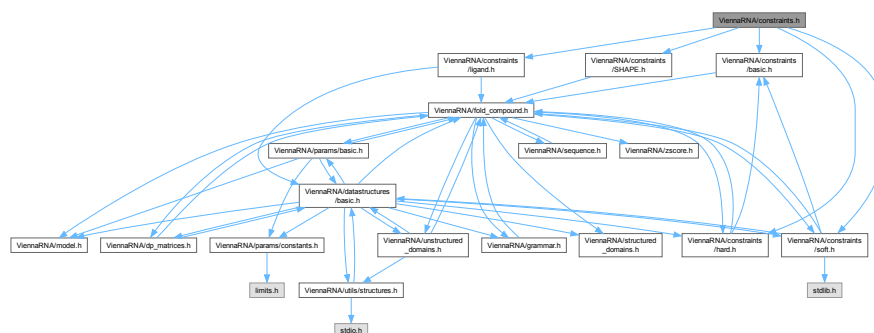 ViennaRNA/constraints.h
ViennaRNA/constraints
/ligand.h
ViennaRNA/constraints
/SHAPE.h
ViennaRNA/constraints
/basic.h
ViennaRNA/fold_compound.h
ViennaRNA/params/basic.h
ViennaRNA/sequence.h
ViennaRNA/zscore.h
ViennaRNA/datastructures
/basic.h
ViennaRNA/model.h
ViennaRNA/dp_matrices.h
ViennaRNA/params/constants.h
ViennaRNA/unstructured
_domains.h
ViennaRNA/grammar.h
ViennaRNA/structured
_domains.h
ViennaRNA/constraints
/hard.h
ViennaRNA/constraints
/soft.h
limits.h
ViennaRNA/utils/structures.h
stdlib.h
stdio.h